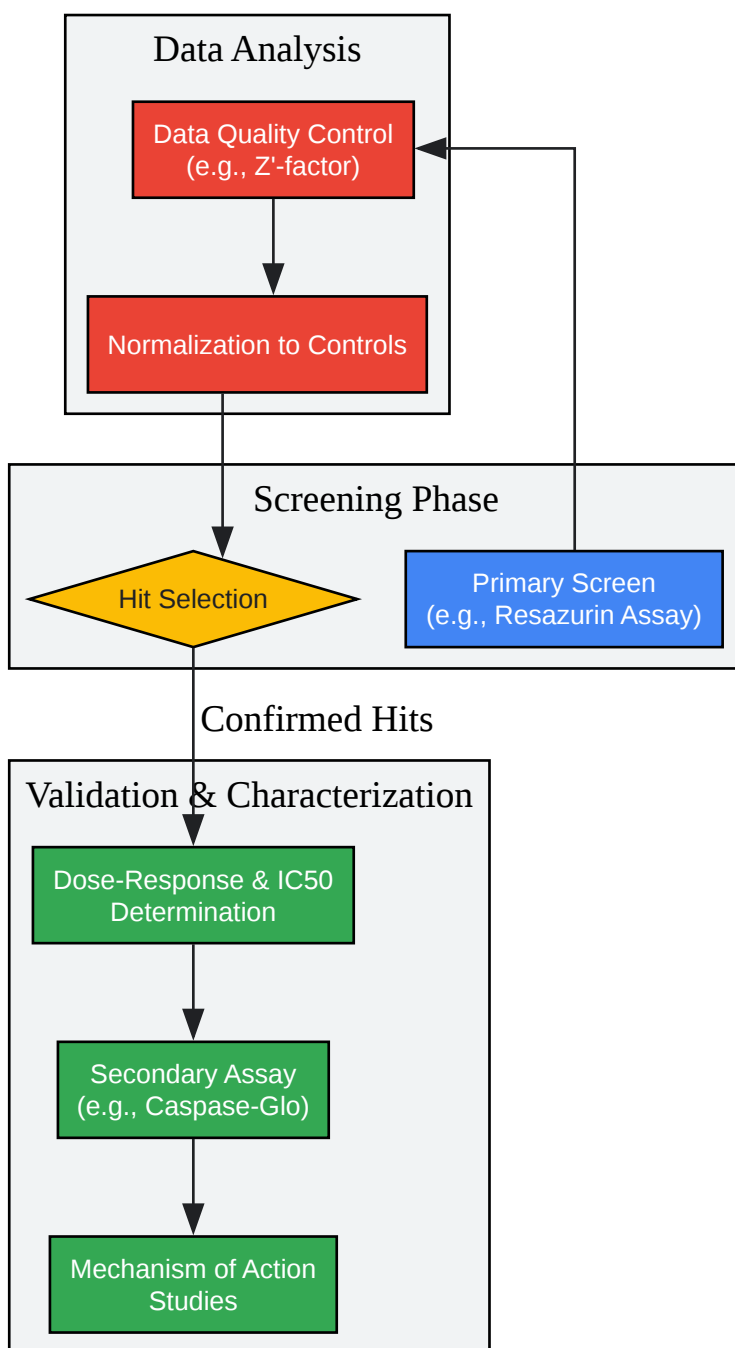 Data Analysis
Data Quality Control
(e.g., Z'-factor)
Normalization to Controls
Screening Phase
Hit Selection
Primary Screen
(e.g., Resazurin Assay)
Confirmed Hits
Validation & Characterization
Dose-Response & IC50
Determination
Secondary Assay
(e.g., Caspase-Glo)
Mechanism of Action
Studies